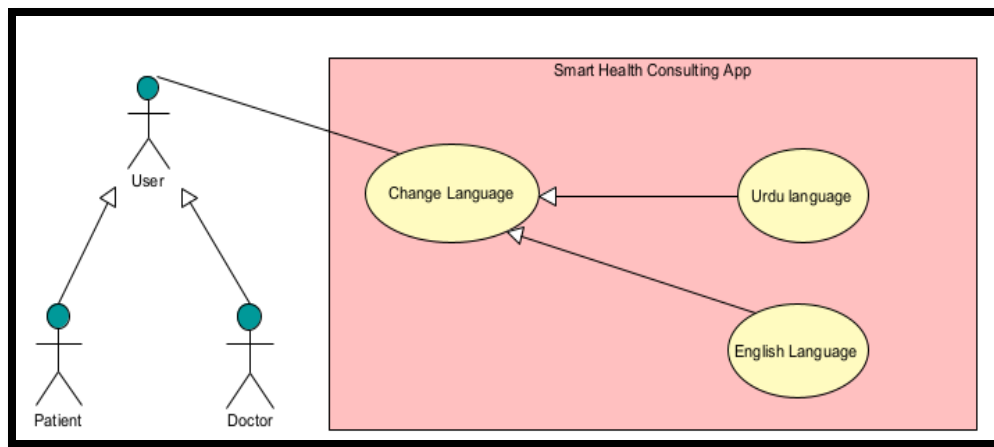 Smart Health Consulting App
User
Change Language
Urdu language
English Language
Patient
Doctor